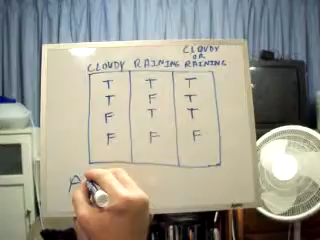 CLOUDY RAINING CLOUDY OR RAINING
T T T
T F T
F T T
F F F
A